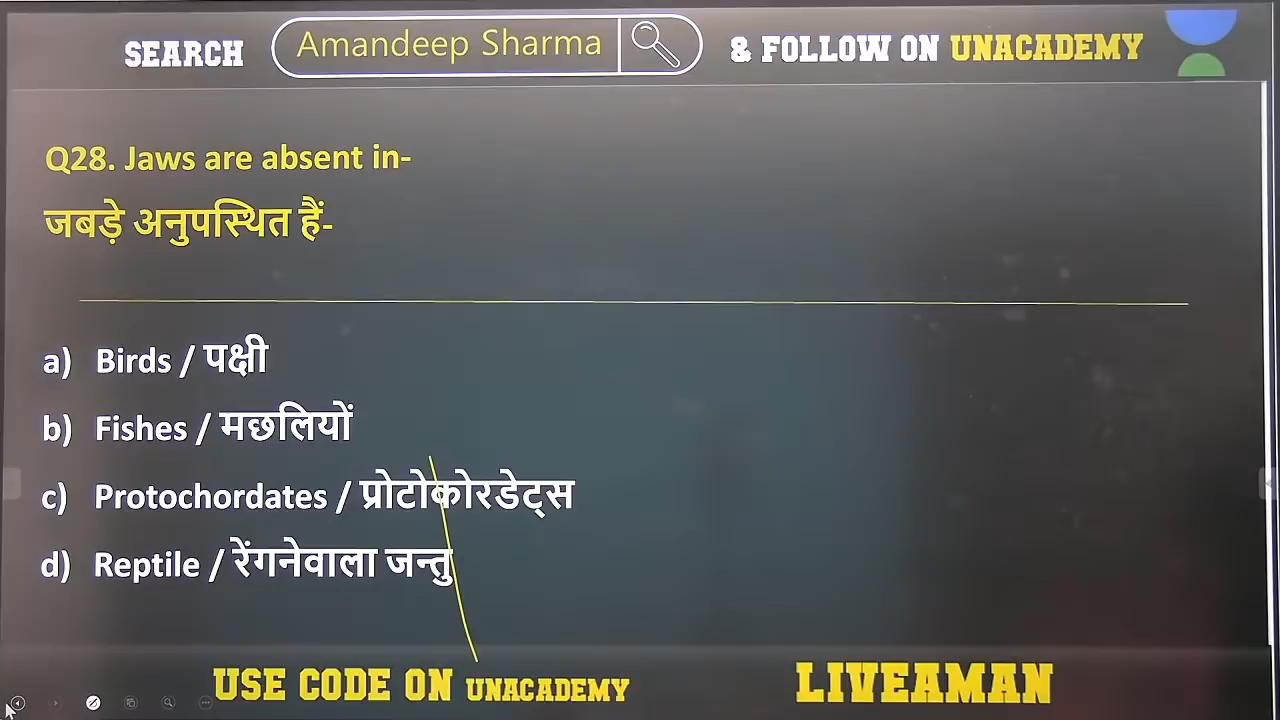 SEARCH Amandeep Sharma & FOLLOW ON UNACADEMY
Q28. Jaws are absent in-
जबड़े अनुपस्थित हैं-
a) Birds / पक्षी
b) Fishes / मछलियों
c) Protochordates / प्रोटोकोरडेट्स
d) Reptile / रेंगनेवाला जन्तु
USE CODE ON UNACADEMY LIVEAMAN